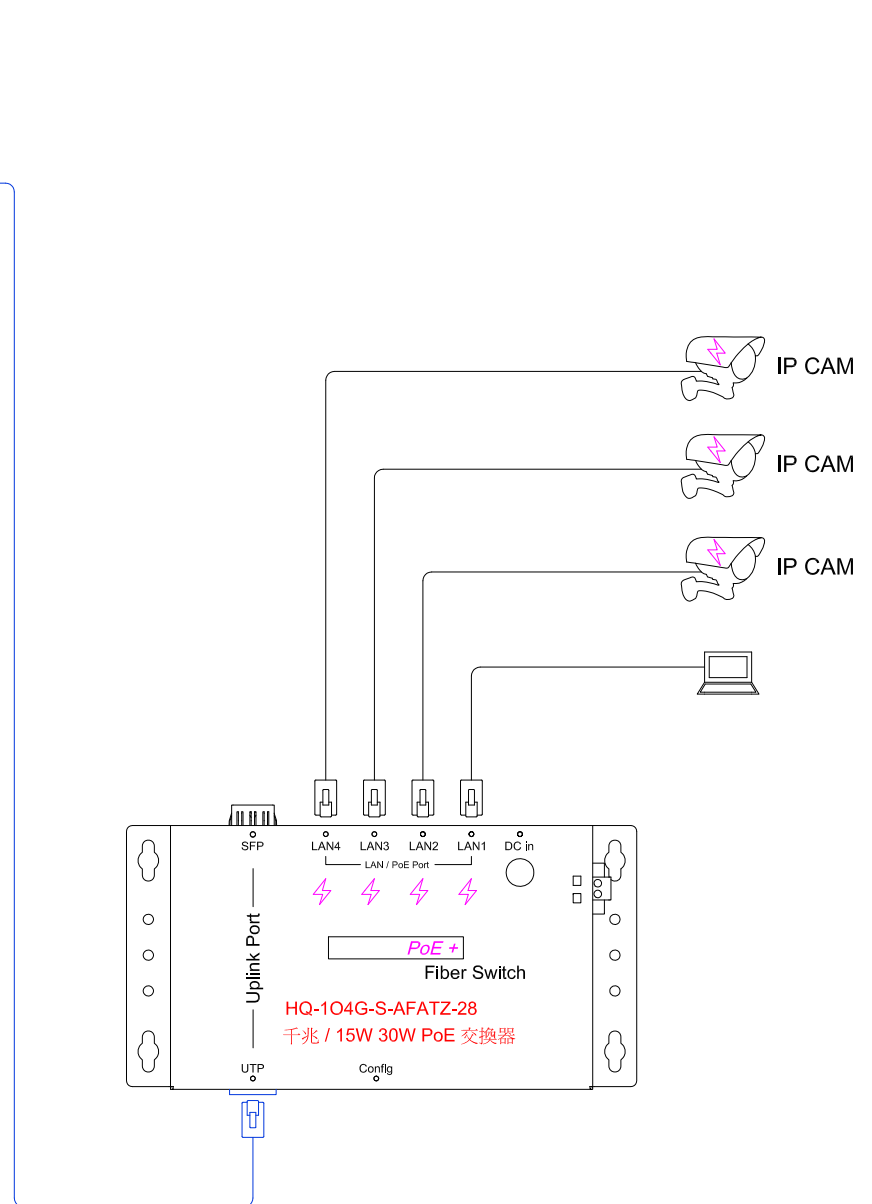 IP CAM
IP CAM
IP CAM
SFP
LAN4
LAN3
LAN2
LAN1
DC in
LAN / PoE Port
Uplink Port
PoE +
Fiber Switch
HQ-1O4G-S-AFATZ-28
千兆 / 15W 30W PoE 交換器
UTP
Conflg